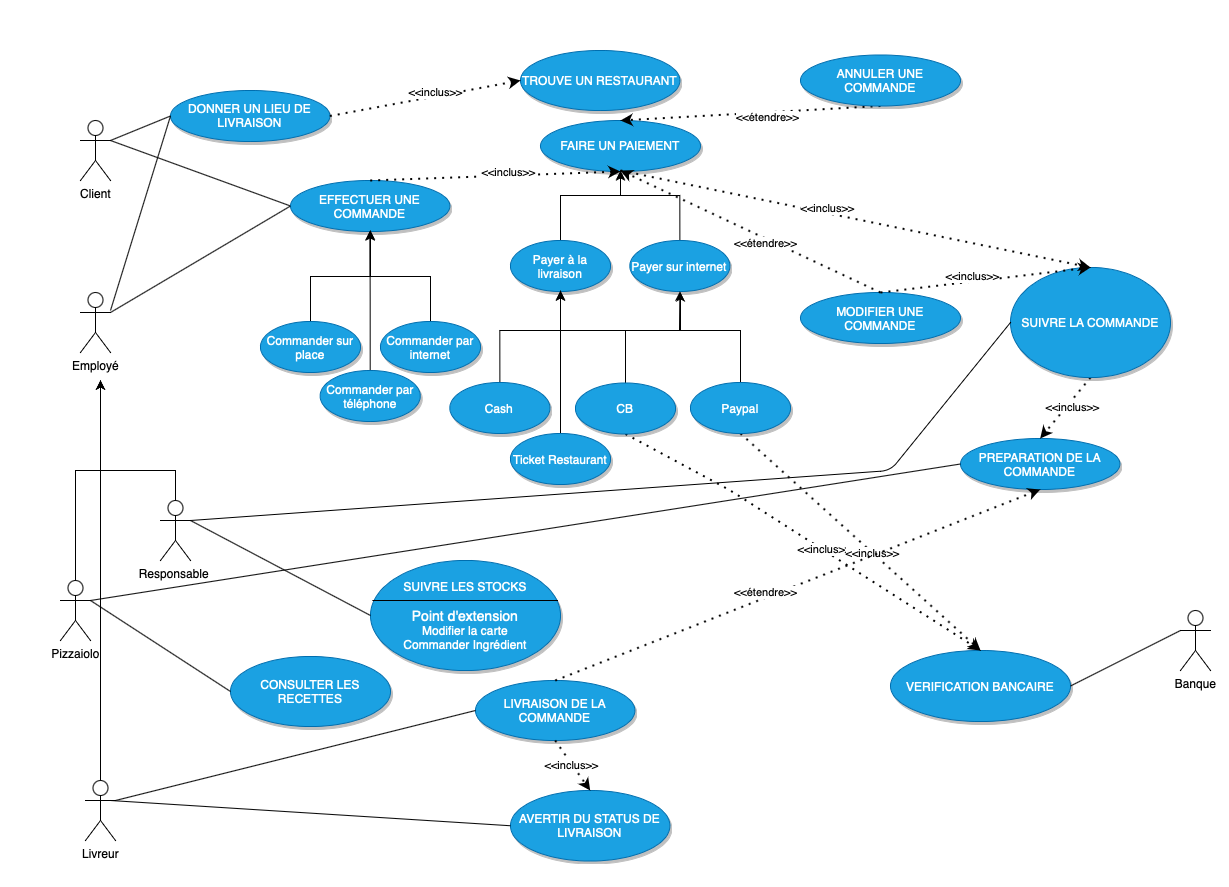 TROUVE UN RESTAURANT
ANNULER UNE
COMMANDE
<<inclus>>
DONNER UN LIEU DE
LIVRAISON
<<étendre>>
FAIRE UN PAIEMENT
Client
<<inclus>>
EFFECTUER UNE
COMMANDE
<<inclus>>
<<étendre>>
Payer à la
livraison
Payer sur internet
<<inclus>>
MODIFIER UNE
COMMANDE
SUIVRE LA COMMANDE
Employé
Commander sur
place
Commander par
internet
Commander par
téléphone
Cash
CB
Paypal
<<inclus>>
Ticket Restaurant
PREPARATION DE LA
COMMANDE
<<inclus>>
<<inclus>>
Responsable
SUIVRE LES STOCKS
Point d'extension
Modifier la carte
Commander Ingrédient
<<étendre>>
Pizzaiolo
CONSULTER LES
RECETTES
VERIFICATION BANCAIRE
Banque
LIVRAISON DE LA
COMMANDE
<<inclus>>
AVERTIR DU STATUS DE
LIVRAISON
Livreur